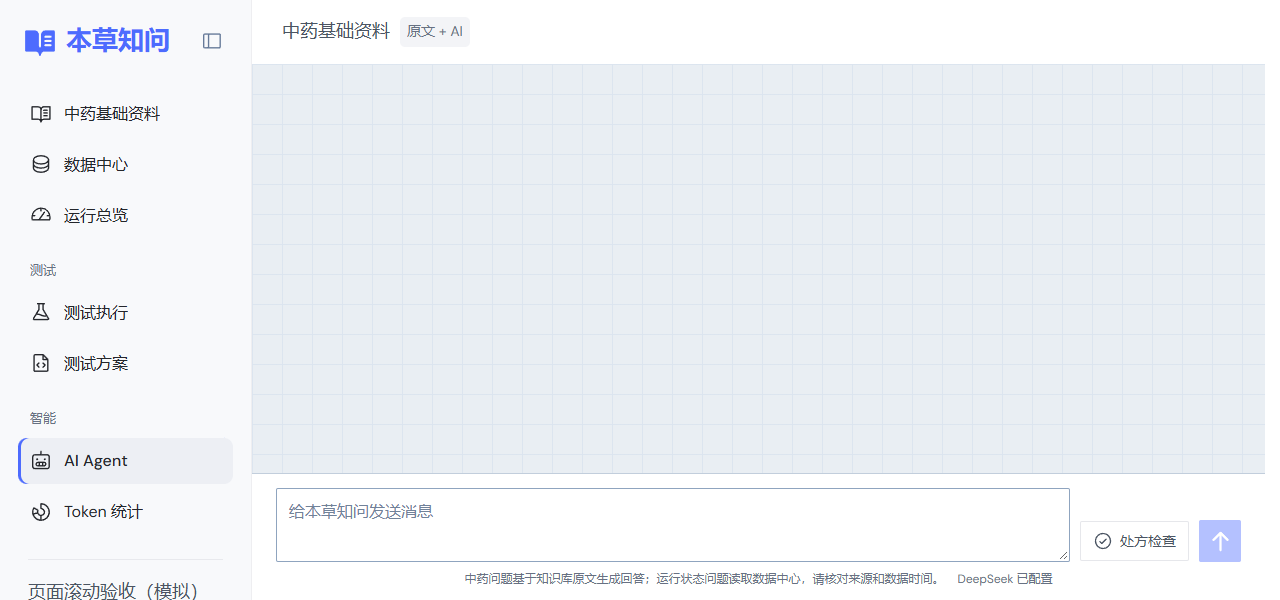 本草知问
中药基础资料
数据中心
运行总览
测试
测试执行
测试方案
智能
AI Agent
Token 统计
页面滚动验收（模拟）
中药基础资料
原文 + AI
给本草知问发送消息
处方检查
中药问题基于知识库原文生成回答；运行状态问题读取数据中心，请核对来源和数据时间。 DeepSeek 已配置